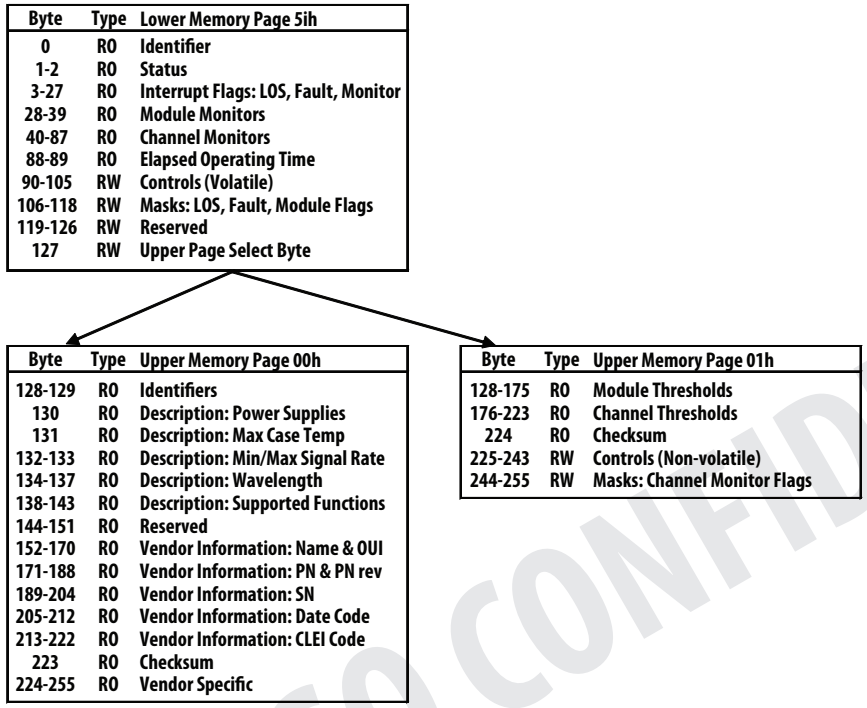 Byte Type Lower Memory Page 5ih
0 RO Identifier
1-2 RO Status
3-27 RO Interrupt Flags: LOS, Fault, Monitor
28-39 RO Module Monitors
40-87 RO Channel Monitors
88-89 RO Elapsed Operating Time
90-105 RW Controls (Volatile)
106-118 RW Masks: LOS, Fault, Module Flags
119-126 RW Reserved
127 RW Upper Page Select Byte
Byte Type Upper Memory Page 00h
128-129 RO Identifiers
130 RO Description: Power Supplies
131 RO Description: Max Case Temp
132-133 RO Description: Min/Max Signal Rate
134-137 RO Description: Wavelength
138-143 RO Description: Supported Functions
144-151 RO Reserved
152-170 RO Vendor Information: Name & OUI
171-188 RO Vendor Information: PN & PN rev
189-204 RO Vendor Information: SN
205-212 RO Vendor Information: Date Code
213-222 RO Vendor Information: CLEI Code
223 RO Checksum
224-255 RO Vendor Specific
Byte Type Upper Memory Page 01h
128-175 RO Module Thresholds
176-223 RO Channel Thresholds
224 RO Checksum
225-243 RW Controls (Non-volatile)
244-255 RW Masks: Channel Monitor Flags